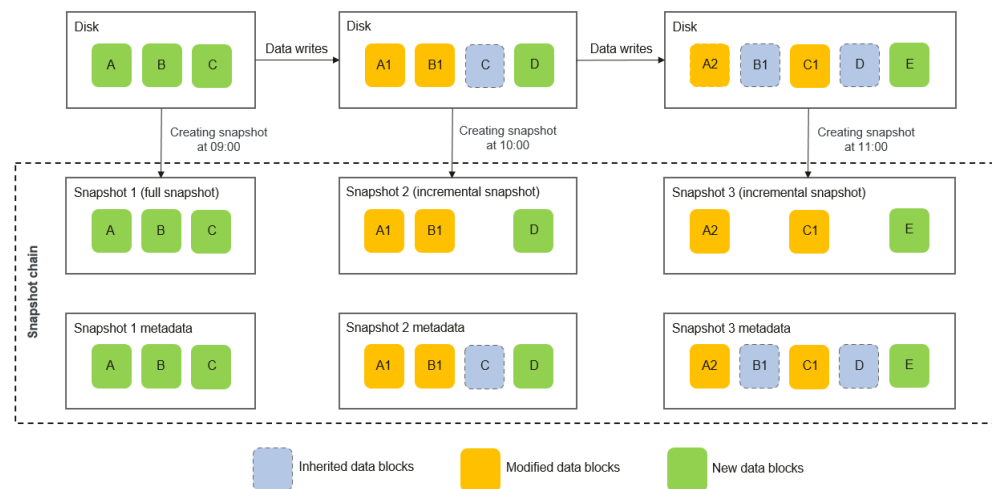 Disk
A B C
Data writes
Disk
A1 B1 C D
Data writes
Disk
A2 B1 C1 D E
Creating snapshot
at 09:00
Creating snapshot
at 10:00
Creating snapshot
at 11:00
Snapshot chain
Snapshot 1 (full snapshot)
A B C
Snapshot 2 (incremental snapshot)
A1 B1 D
Snapshot 3 (incremental snapshot)
A2 C1 E
Snapshot 1 metadata
A B C
Snapshot 2 metadata
A1 B1 C D
Snapshot 3 metadata
A2 B1 C1 D E
Inherited data blocks
Modified data blocks
New data blocks